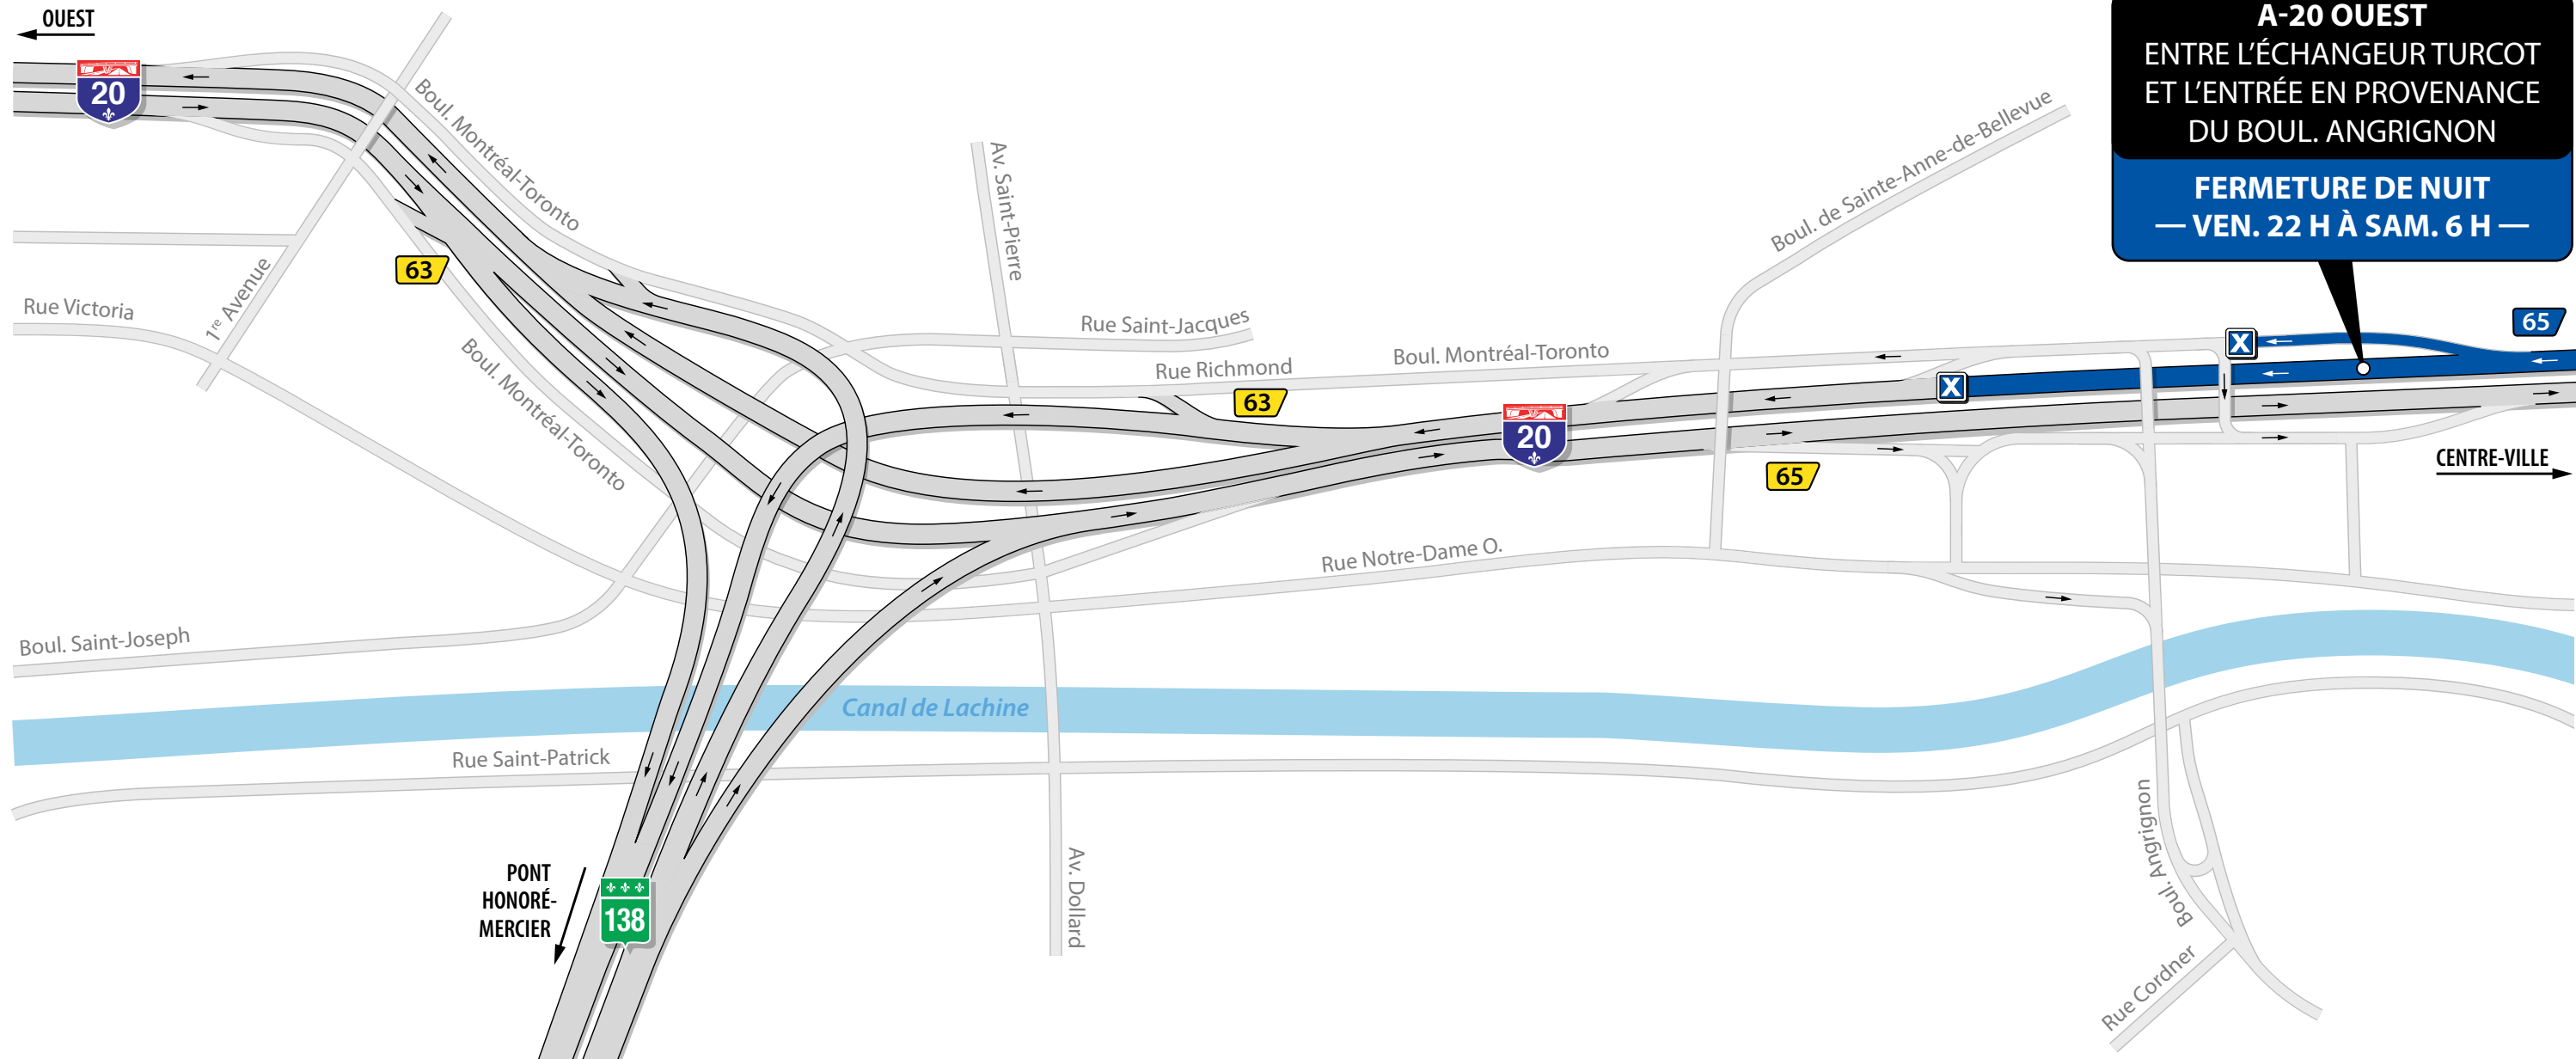 OUEST
A-20 OUEST
ENTRE L'ÉCHANGEUR TURCOT
ET L'ENTRÉE EN PROVENANCE
DU BOUL. ANGRIGNON
FERMETURE DE NUIT
— VEN. 22 H À SAM. 6 H —
20
Boul. Montréal-Toronto
Av. Saint-Pierre
Boul. de Sainte-Anne-de-Bellevue
63
1re Avenue
Rue Victoria
Rue Saint-Jacques
65
X
Boul. Montréal-Toronto
Rue Richmond
X
63
20
Boul. Montréal-Toronto
CENTRE-VILLE
65
Rue Notre-Dame O.
Boul. Saint-Joseph
Canal de Lachine
Rue Saint-Patrick
Boul. Angrignon
Av. Dollard
PONT
HONORÉ-
MERCIER
138
Rue Cordner